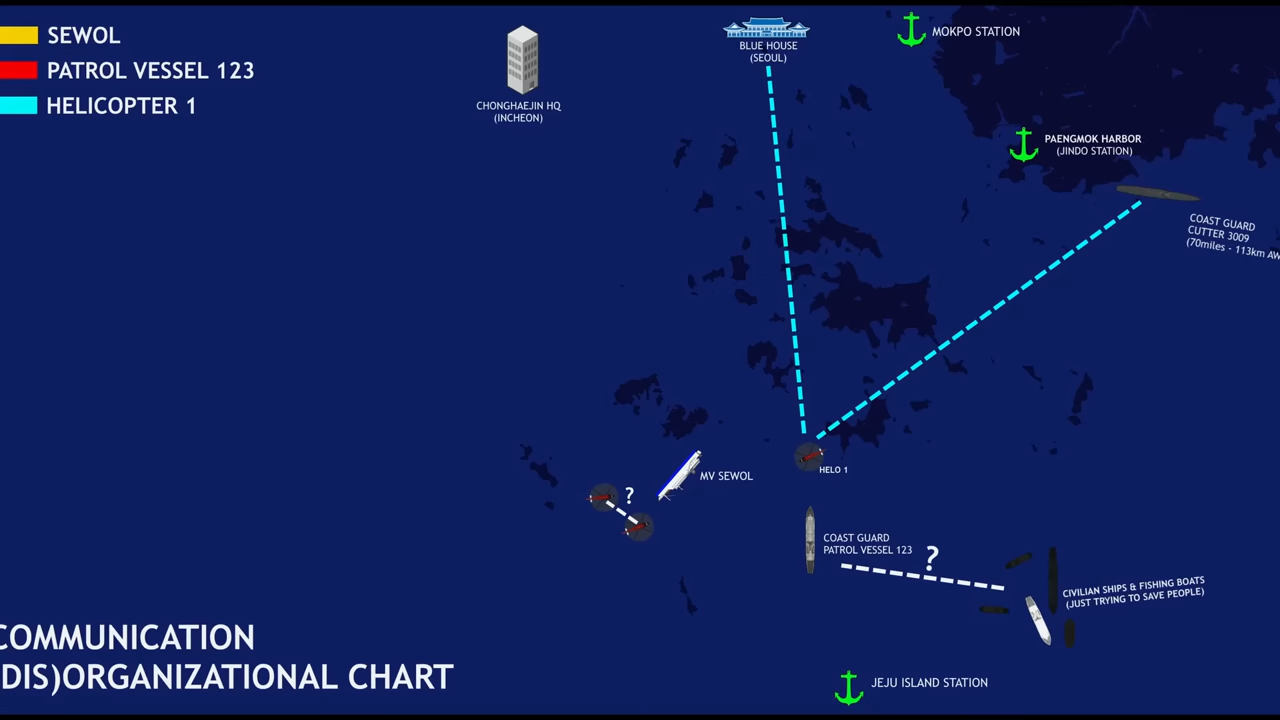 SEWOL
PATROL VESSEL 123
HELICOPTER 1
CHONGHAEJIN HQ
(INCHEON)
BLUE HOUSE
(SEOUL)
MOKPO STATION
PAENGMOK HARBOR
(JINDO STATION)
COAST GUARD
CUTTER 3009
(70miles - 113km AW
HELO 1
MV SEWOL
?
COAST GUARD
PATROL VESSEL 123
?
CIVILIAN SHIPS & FISHING BOATS
(JUST TRYING TO SAVE PEOPLE)
COMMUNICATION
DIS)ORGANIZATIONAL CHART
JEJU ISLAND STATION